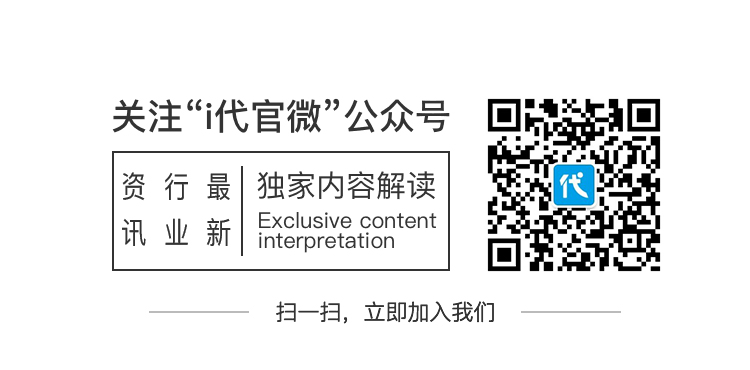 关注“i代官微”公众号
最新
行业
资讯
独家内容解读
Exclusive content
interpretation
代
扫一扫，立即加入我们